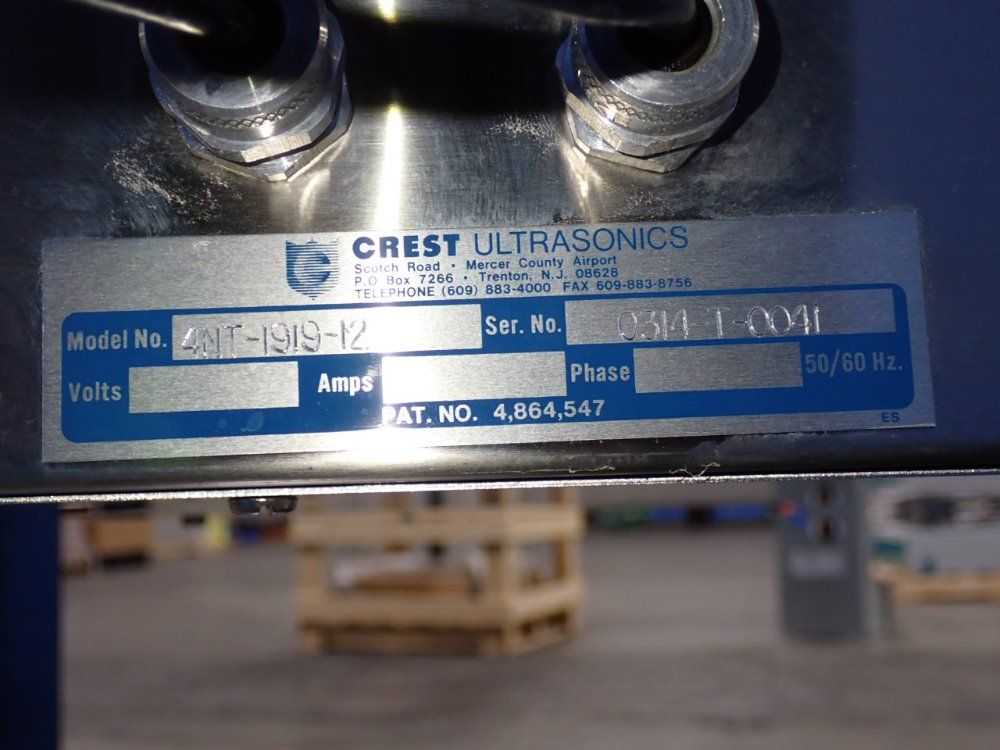 CREST ULTRASONICS
Scotch Road • Mercer County Airport
P.O Box 7266 • Trenton, N.J. 08628
TELEPHONE (609) 883-4000 FAX 609-883-8756
Model No. 4NT-1919-12 Ser. No. 0314-T-0041
Volts Amps Phase 50/60 Hz.
PAT. NO. 4,864,547
ES